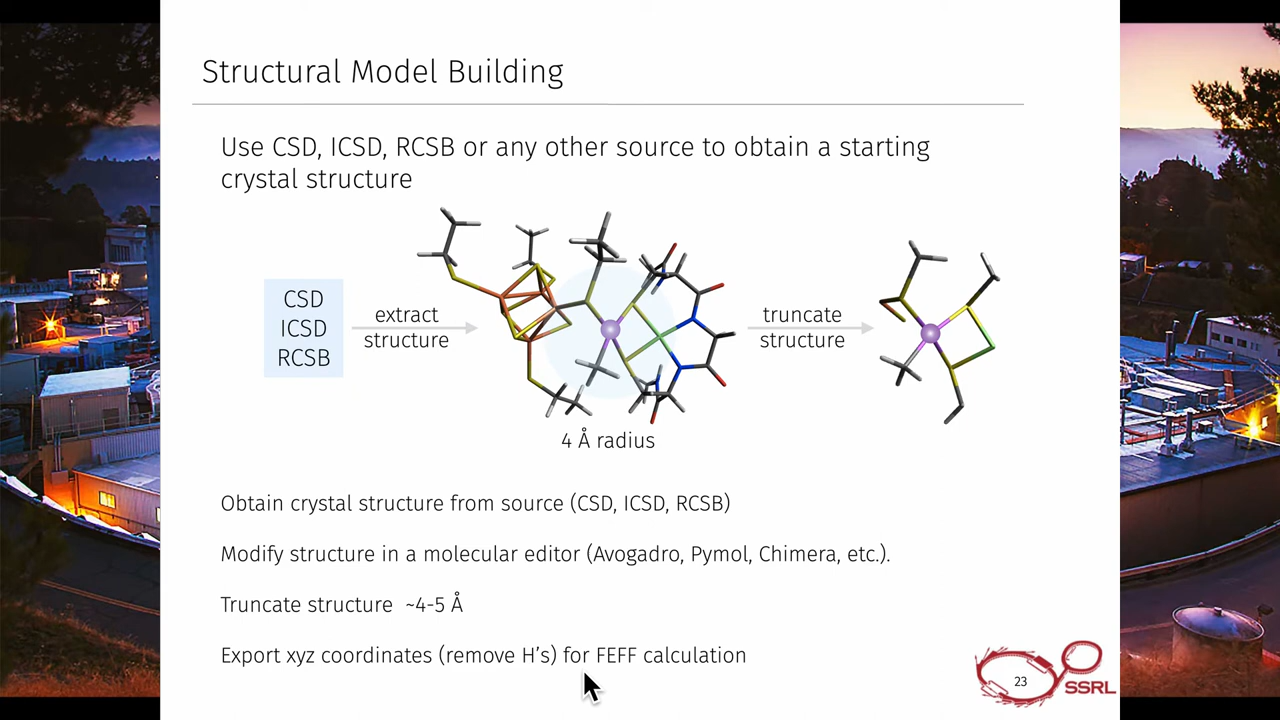 Structural Model Building
Use CSD, ICSD, RCSB or any other source to obtain a starting
crystal structure
CSD
ICSD
RCSB
extract
structure
truncate
structure
4 Å radius
Obtain crystal structure from source (CSD, ICSD, RCSB)
Modify structure in a molecular editor (Avogadro, Pymol, Chimera, etc.).
Truncate structure ~4-5 Å
Export xyz coordinates (remove H's) for FEFF calculation
23
SSRL